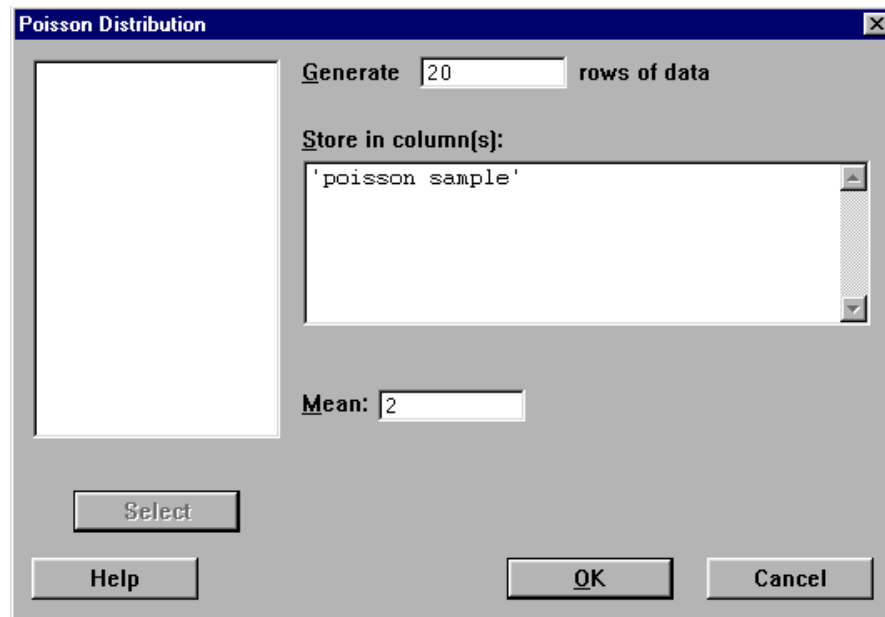 Poisson Distribution
Generate 20 rows of data
Store in column(s):
'poisson sample'
Mean: 2
Select
Help OK Cancel